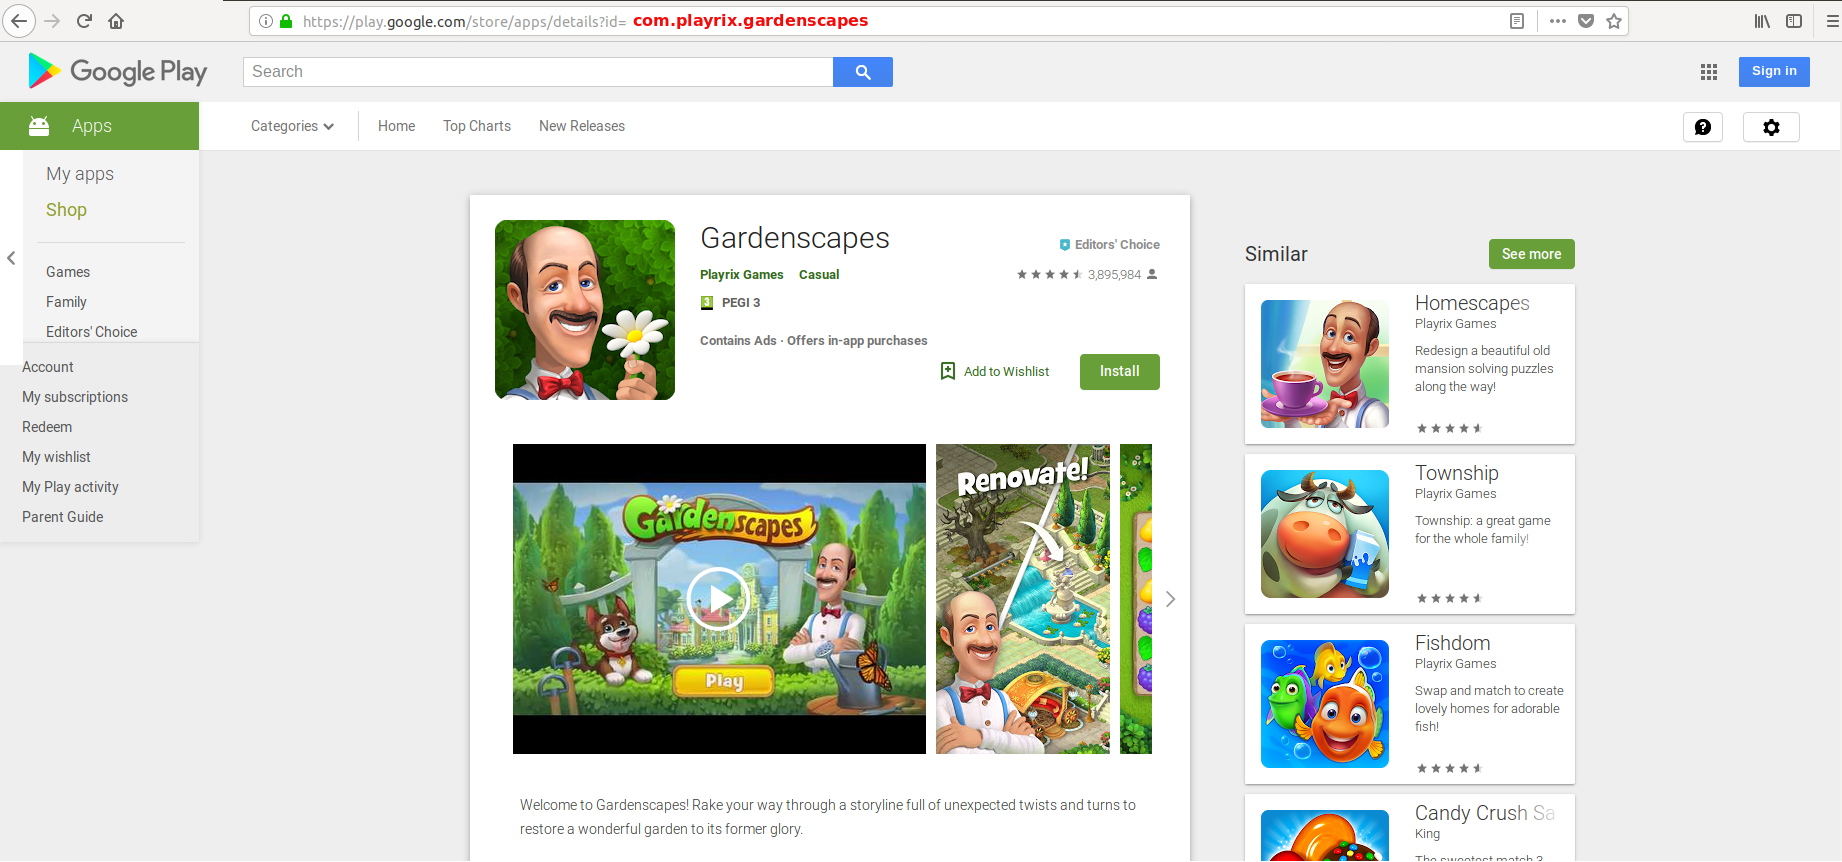 https://play.google.com/store/apps/details?id= com.playrix.gardenscapes
Google Play
Search
Sign in
Apps
Categories
Home
Top Charts
New Releases
My apps
Shop
Games
Family
Editors' Choice
Account
My subscriptions
Redeem
My wishlist
My Play activity
Parent Guide
Gardenscapes
Editors' Choice
Playrix Games Casual
3,895,984
3 PEGI 3
Contains Ads · Offers in-app purchases
Add to Wishlist
Install
Gardenscapes
Play
Renovate!
Welcome to Gardenscapes! Rake your way through a storyline full of unexpected twists and turns to
restore a wonderful garden to its former glory.
Similar
See more
Homescapes
Playrix Games
Redesign a beautiful old
mansion solving puzzles
along the way!
Township
Playrix Games
Township: a great game
for the whole family!
Fishdom
Playrix Games
Swap and match to create
lovely homes for adorable
fish!
Candy Crush Sa
King
The sweetest match 3